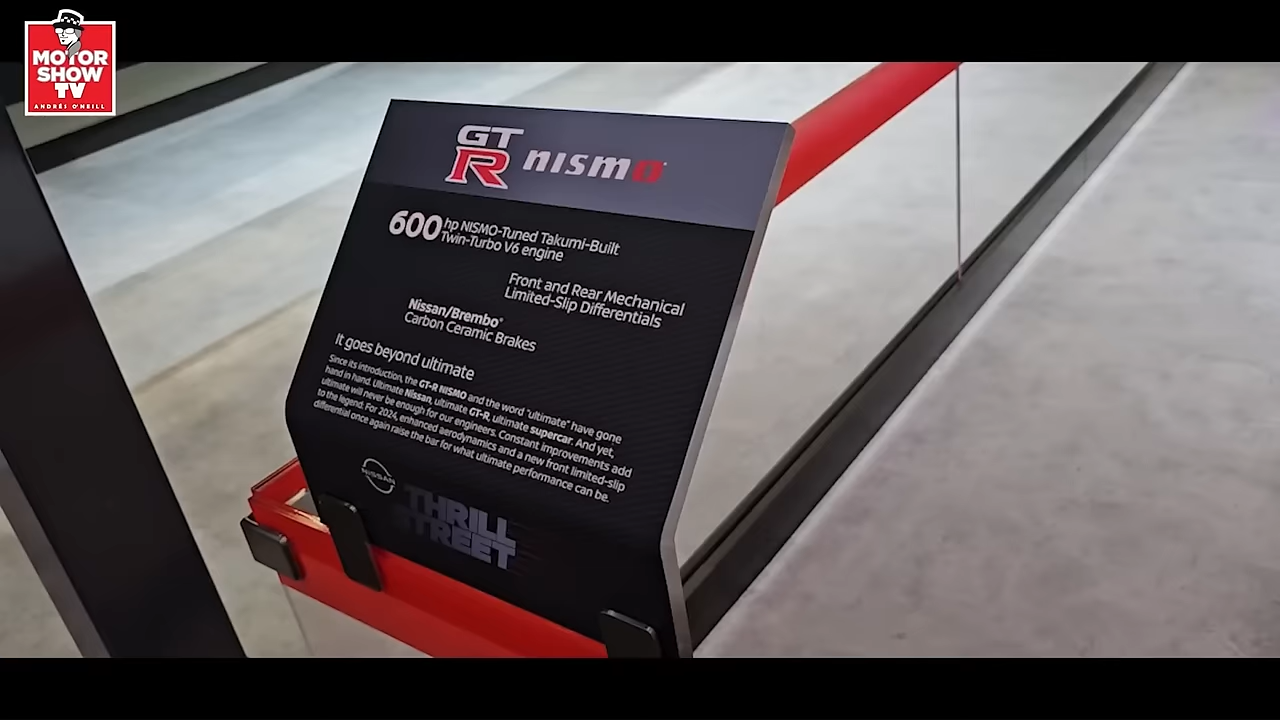 MOTOR
SHOW
TV
ANDRÉS O'NEILL
GT
R nismo
600 hp NISMO-Tuned Takumi-Built
Twin-Turbo V6 engine
Front and Rear Mechanical
Limited-Slip Differentials
Nissan/Brembo®
Carbon Ceramic Brakes
It goes beyond ultimate
Since its introduction, the GT-R NISMO and the word "ultimate" have gone
hand in hand. Ultimate Nissan, ultimate GT-R, ultimate supercar. And yet,
ultimate will never be enough for our engineers. Constant improvements add
to the legend. For 2024, enhanced aerodynamics and a new front limited-slip
differential once again raise the bar for what ultimate performance can be.
NISSAN
THRILL
STREET